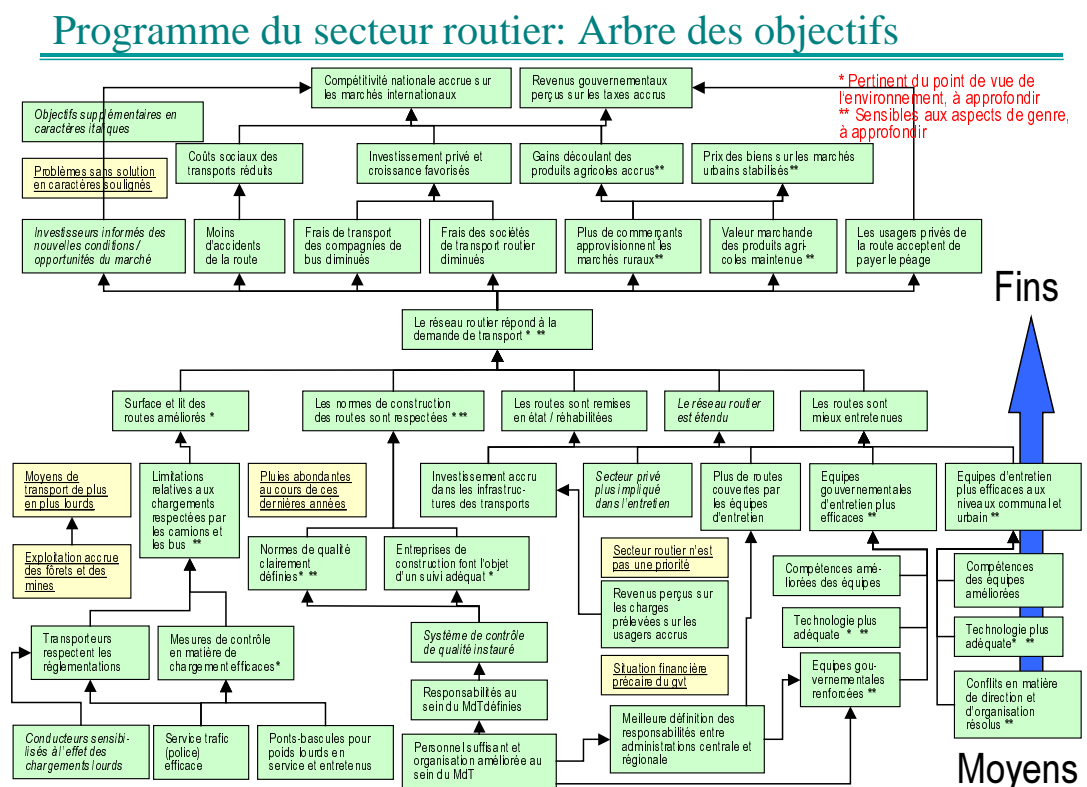 Programme du secteur routier: Arbre des objectifs
Compétitivité nationale accrue sur
les marchés internationaux
Revenus gouvernementaux
perçus sur les taxes accrus
* Pertinent du point de vue de
l'environnement, à approfondir
** Sensibles aux aspects de genre,
à approfondir
Objectifs supplémentaires en
caractères italiques
Problèmes sans solution
en caractères soulignés
Coûts sociaux des
transports réduits
Investissement privé et
croissance favorisés
Gains découlant des
produits agricoles accrus**
Prix des biens sur les marchés
urbains stabilisés**
Investisseurs informés des
nouvelles conditions /
opportunités du marché
Moins
d'accidents
de la route
Frais de transport
des compagnies de
bus diminués
Frais des sociétés
de transport routier
diminués
Plus de commerçants
approvisionnent les
marchés ruraux**
Valeur marchande
des produits agri-
coles maintenue **
Les usagers privés de
la route acceptent de
payer le péage
Fins
Le réseau routier répond à la
demande de transport * **
Surface et lit des
routes améliorés *
Les normes de construction
des routes sont respectées * **
Les routes sont remises
en état / réhabilitées
Le réseau routier
est étendu
Les routes sont
mieux entretenues
Moyens de
transport de plus
en plus lourds
Limitations
relatives aux
chargements
respectées par
les camions et
les bus **
Pluies abondantes
au cours de ces
dernières années
Investissement accru
dans les infrastruc-
tures des transports
Secteur privé
plus impliqué
dans l'entretien
Plus de routes
couvertes par
les équipes
d'entretien
Equipes
gouvernementales
d'entretien plus
efficaces **
Equipes d'entretien
plus efficaces aux
niveaux communal et
urbain **
Exploitation accrue
des fôrets et des
mines
Normes de qualité
clairement
définies* **
Entreprises de
construction font l'objet
d'un suivi adéquat *
Secteur routier n'est
pas une priorité
Revenus perçus sur
les charges
prélevées sur les
usagers accrus
Compétences amé-
liorées des équipes
Compétences
des équipes
améliorées
Technologie plus
adéquate * **
Technologie plus
adéquate* **
Transporteurs
respectent les
réglementations
Mesures de contrôle
en matière de
chargement efficaces*
Système de contrôle
de qualité instauré
Situation financière
précaire du gvt
Equipes gou-
vernementales
renforcées **
Conflits en matière
de direction et
d'organisation
résolus **
Responsabilités au
sein du MdT définies
Conducteurs sensibi-
lisés à l'effet des
chargements lourds
Service trafic
(police)
efficace
Ponts-bascules pour
poids lourds en
service et entretenus
Personnel suffisant et
organisation améliorée au
sein du MdT
Meilleure définition des
responsabilités entre
administrations centrale et
régionale
Moyens